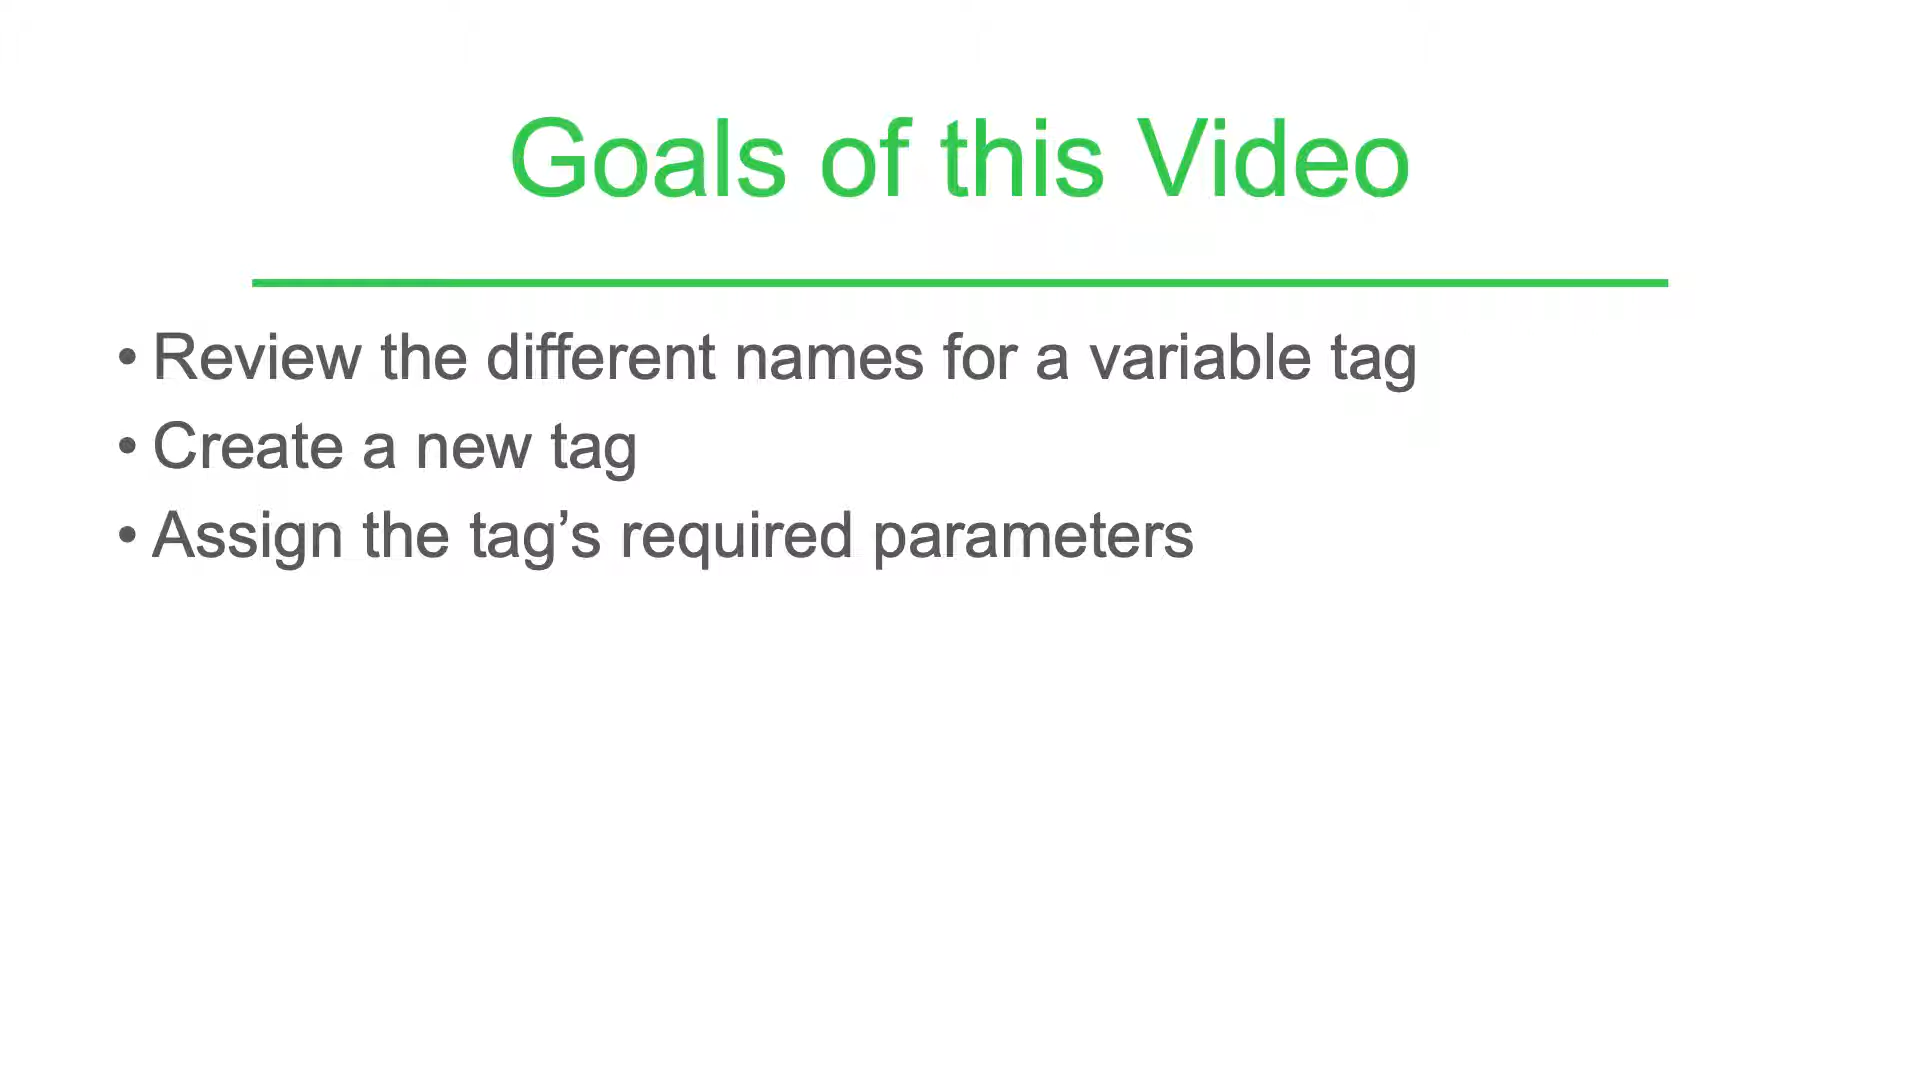 Goals of this Video
• Review the different names for a variable tag
• Create a new tag
• Assign the tag’s required parameters